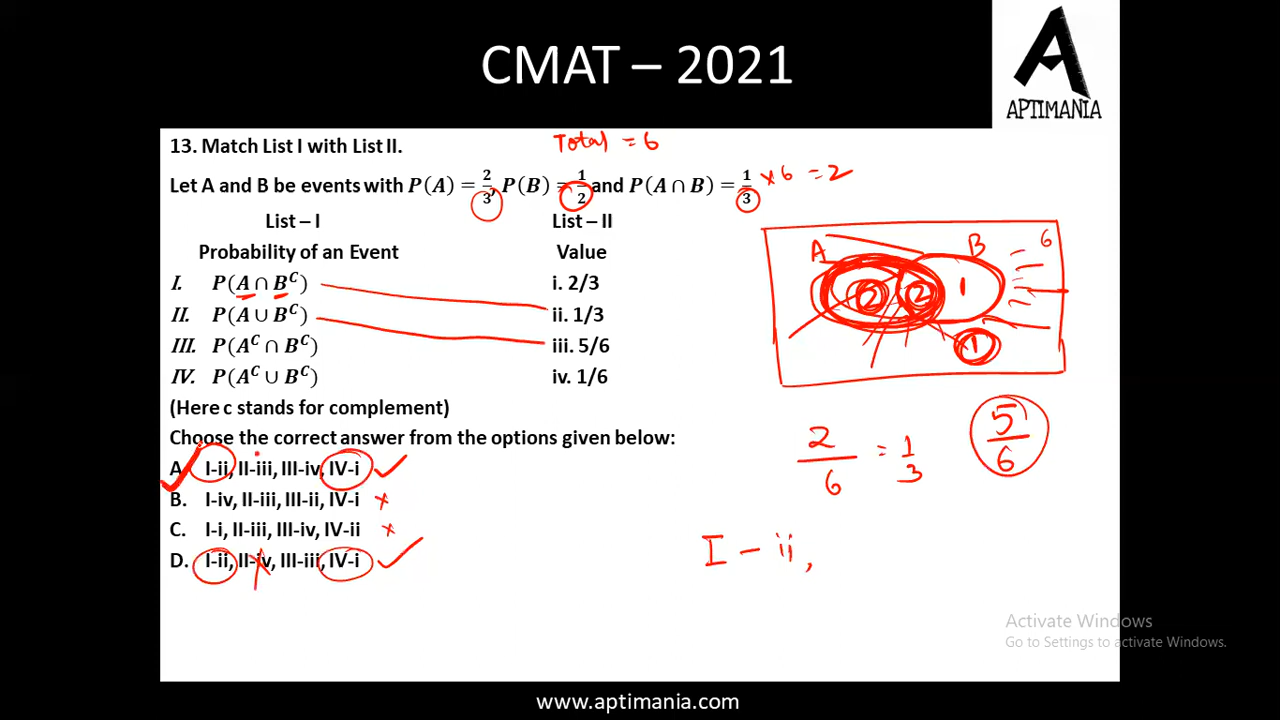 CMAT – 2021
APTIMANIA
13. Match List I with List II.
Total = 6
Let A and B be events with P(A) = 2/3, P(B) = 1/2 and P(A ∩ B) = 1/3 × 6 = 2
List – I
List – II
Probability of an Event
Value
I. P(A ∩ B^C)
i. 2/3
II. P(A ∪ B^C)
ii. 1/3
III. P(A^C ∩ B^C)
iii. 5/6
IV. P(A^C ∪ B^C)
iv. 1/6
(Here c stands for complement)
Choose the correct answer from the options given below:
A. I-ii, II-iii, III-iv, IV-i
B. I-iv, II-iii, III-ii, IV-i
C. I-i, II-iii, III-iv, IV-ii
D. I-ii, II-iv, III-iii, IV-i
A B 6
2 2 1
1
2/6 = 1/3
5/6
I – ii,
Activate Windows
Go to Settings to activate Windows.
www.aptimania.com